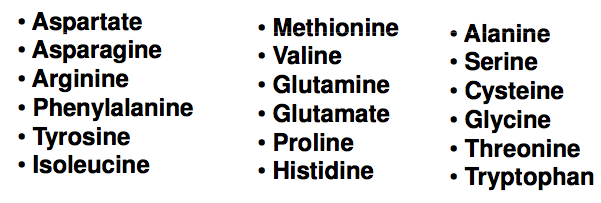 • Aspartate
• Asparagine
• Arginine
• Phenylalanine
• Tyrosine
• Isoleucine
• Methionine
• Valine
• Glutamine
• Glutamate
• Proline
• Histidine
• Alanine
• Serine
• Cysteine
• Glycine
• Threonine
• Tryptophan